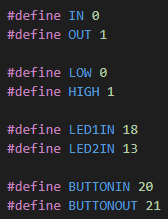 #define IN 0
#define OUT 1
#define LOW 0
#define HIGH 1
#define LED1IN 18
#define LED2IN 13
#define BUTTONIN 20
#define BUTTONOUT 21